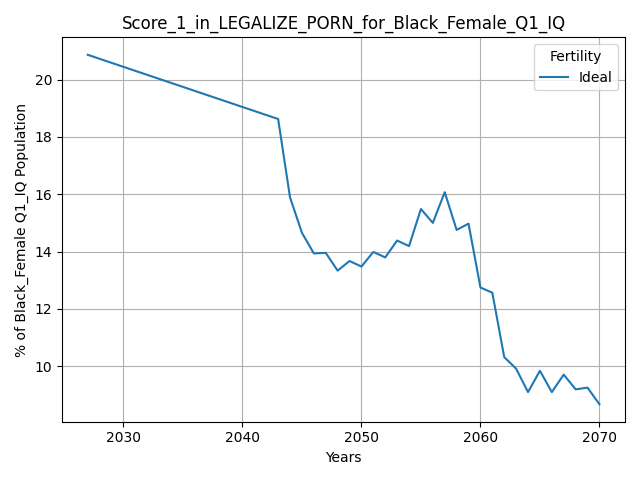 Score_1_in_LEGALIZE_PORN_for_Black_Female_Q1_IQ
% of Black_Female Q1_IQ Population
20
18
16
14
12
10
Fertility
Ideal
2030 2040 2050 2060 2070
Years